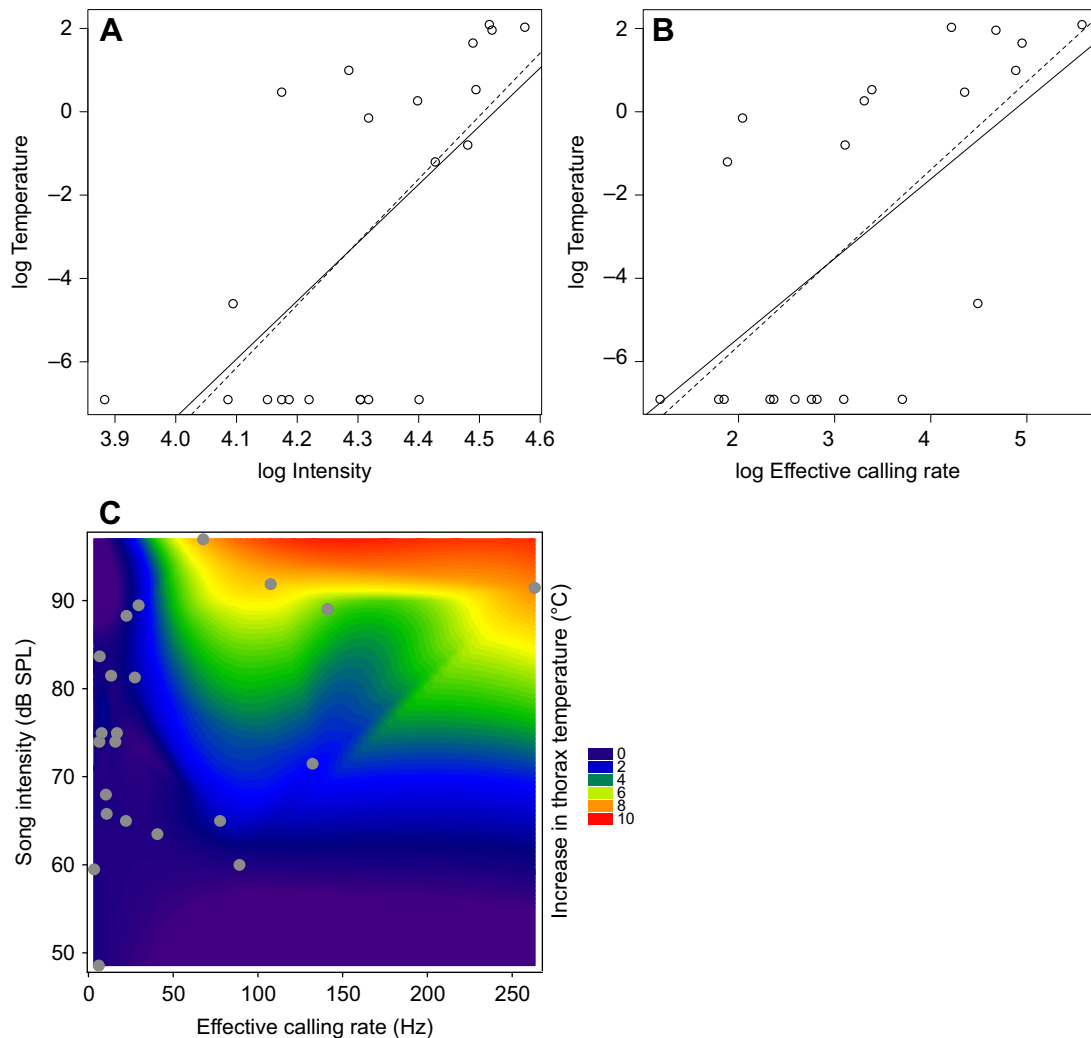 A
log Temperature
2
0
–2
–4
–6
3.9 4.0 4.1 4.2 4.3 4.4 4.5 4.6
log Intensity
B
log Temperature
2
0
–2
–4
–6
2 3 4 5
log Effective calling rate
C
Song intensity (dB SPL)
90
80
70
60
50
0 50 100 150 200 250
Effective calling rate (Hz)
Increase in thorax temperature (°C)
0
2
4
6
8
10